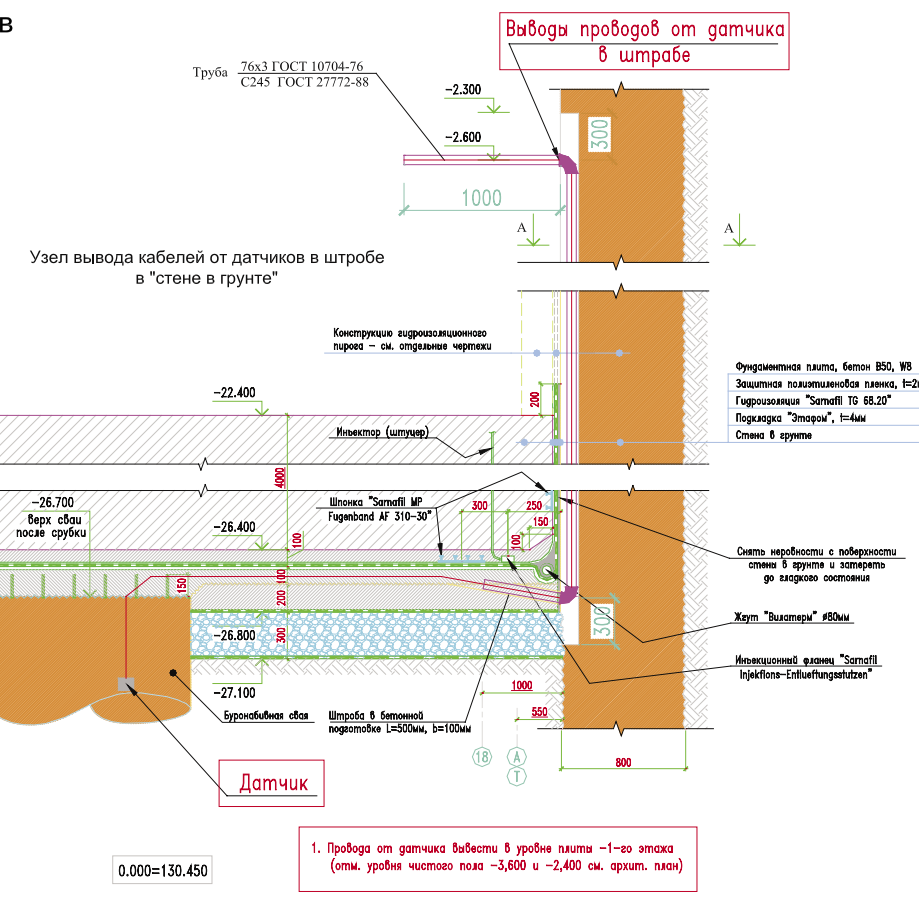 В
Выводы проводов от датчика
в штрабе
Труба
76х3 ГОСТ 10704-76
С245 ГОСТ 27772-88
-2.300
300
-2.600
1000
А
А
Узел вывода кабелей от датчиков в штробе
в "стене в грунте"
Конструкцию гидроизоляционного
пирога - см. отдельные чертежи
Фундаментная плита, бетон В50, W8
Защитная полиэтиленовая пленка, t=2
Гидроизоляция "Sarnafil TG 68.20"
Подкладка "Этафом", t=4мм
Стена в грунте
-22.400
200
Инъектор (штуцер)
4000
-26.700
верх сваи
после срубки
Шпонка "Sarnafil MP
Fugenband AF 310-30"
300
250
150
100
-26.400
100
Снять неровности с поверхности
стены в грунте и затереть
до гладкого состояния
150
100
200
Жгут "Вилатерм" ø80мм
-26.800
300
300
Инъекционный фланец "Sarnafil
Injektions-Entlueftungsstutzen"
-27.100
1000
550
Буронабивная свая
Штроба в бетонной
подготовке L=500мм, b=100мм
18
А
Т
800
Датчик
1. Провода от датчика вывести в уровне плиты -1-го этажа
(отм. уровня чистого пола -3,600 и -2,400 см. архит. план)
0.000=130.450